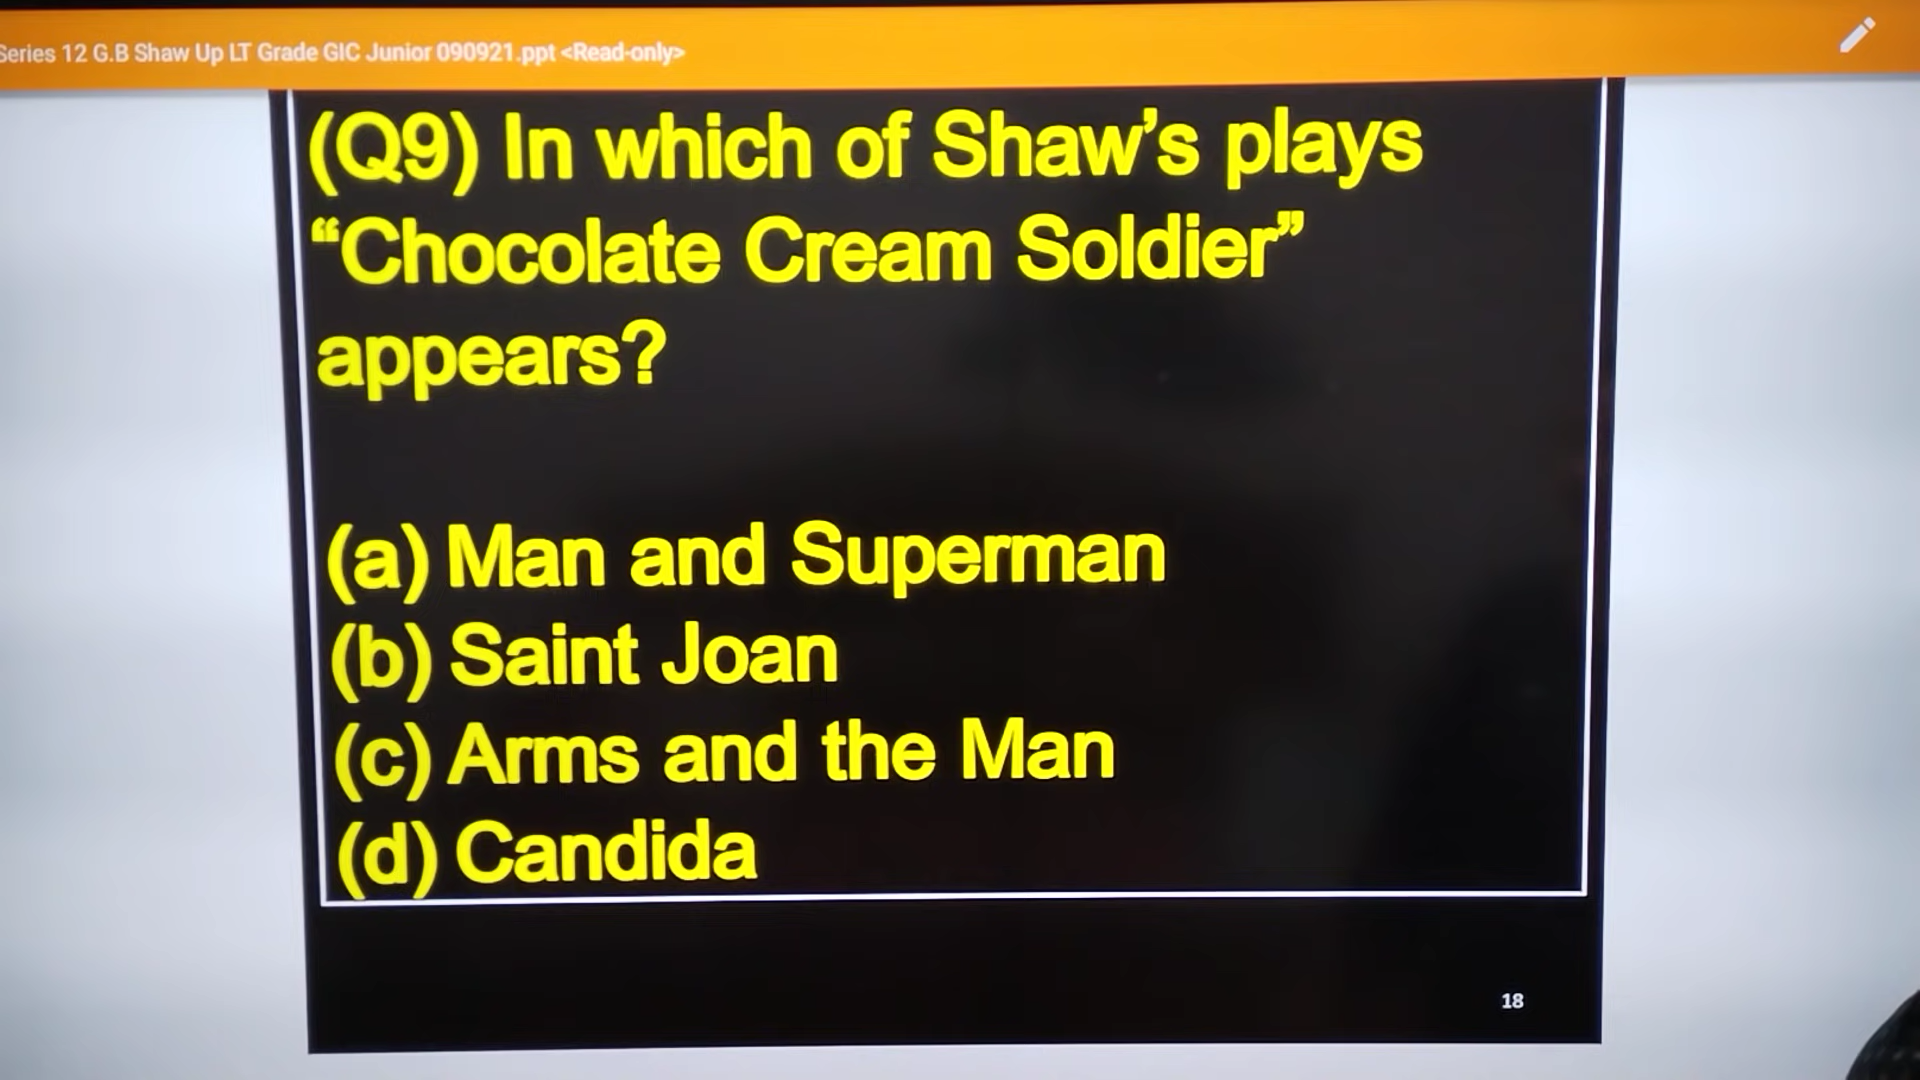 Series 12 G.B Shaw Up LT Grade GIC Junior 090921.ppt <Read-only>
(Q9) In which of Shaw’s plays
“Chocolate Cream Soldier”
appears?
(a) Man and Superman
(b) Saint Joan
(c) Arms and the Man
(d) Candida
18